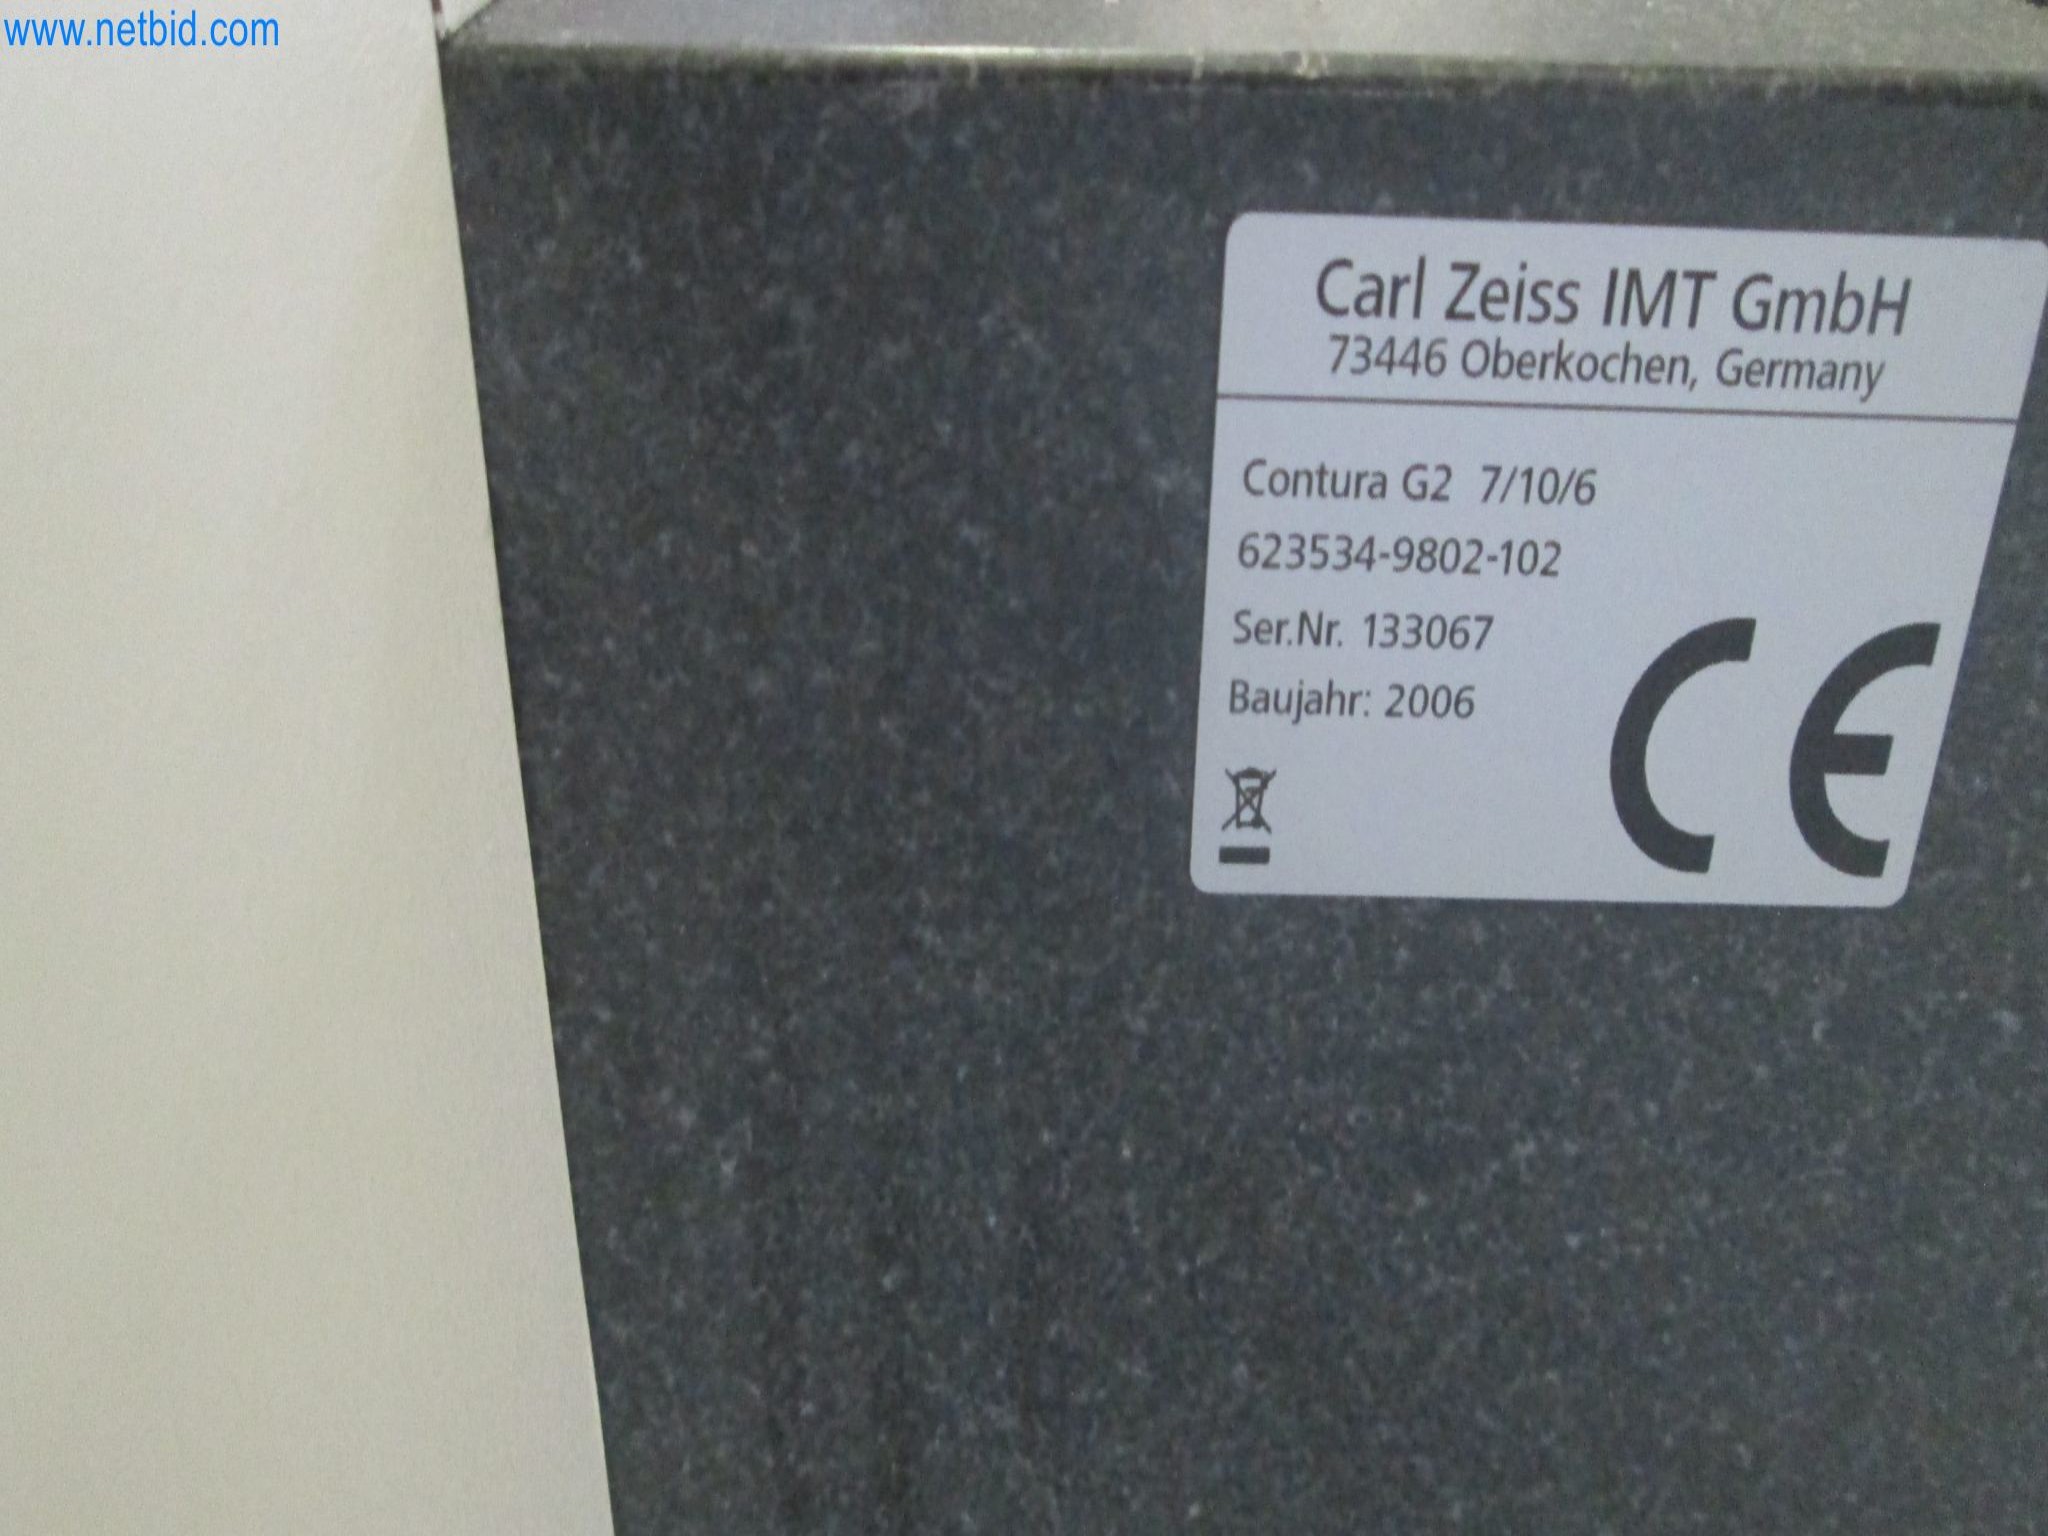 www.netbid.com
Carl Zeiss IMT GmbH
73446 Oberkochen, Germany
Contura G2 7/10/6
623534-9802-102
Ser.Nr. 133067
Baujahr: 2006
CE